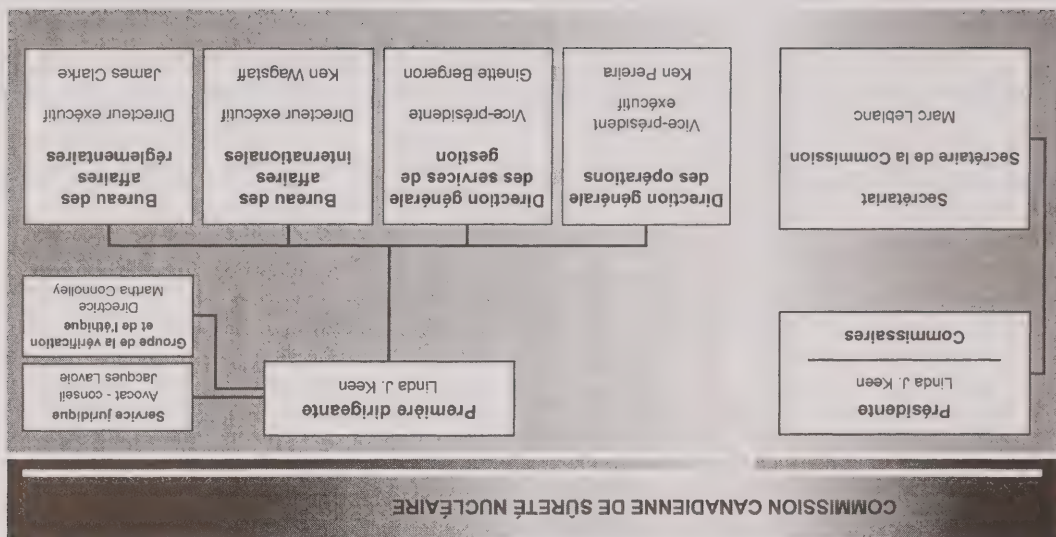 COMMISSION CANADIENNE DE SÛRETÉ NUCLÉAIRE
Présidente
Linda J. Keen
Commissaires
Secrétariat
Secrétaire de la Commission
Marc Leblanc
Première dirigeante
Linda J. Keen
Service juridique
Avocat - conseil
Jacques Lavoie
Groupe de la vérification
et de l'éthique
Directrice
Martha Connolley
Direction générale
des opérations
Vice-président
exécutif
Ken Pereira
Direction générale
des services de
gestion
Vice-présidente
Ginette Bergeron
Bureau des
affaires
internationales
Directeur exécutif
Ken Wagstaff
Bureau des
affaires
réglementaires
Directeur exécutif
James Clarke